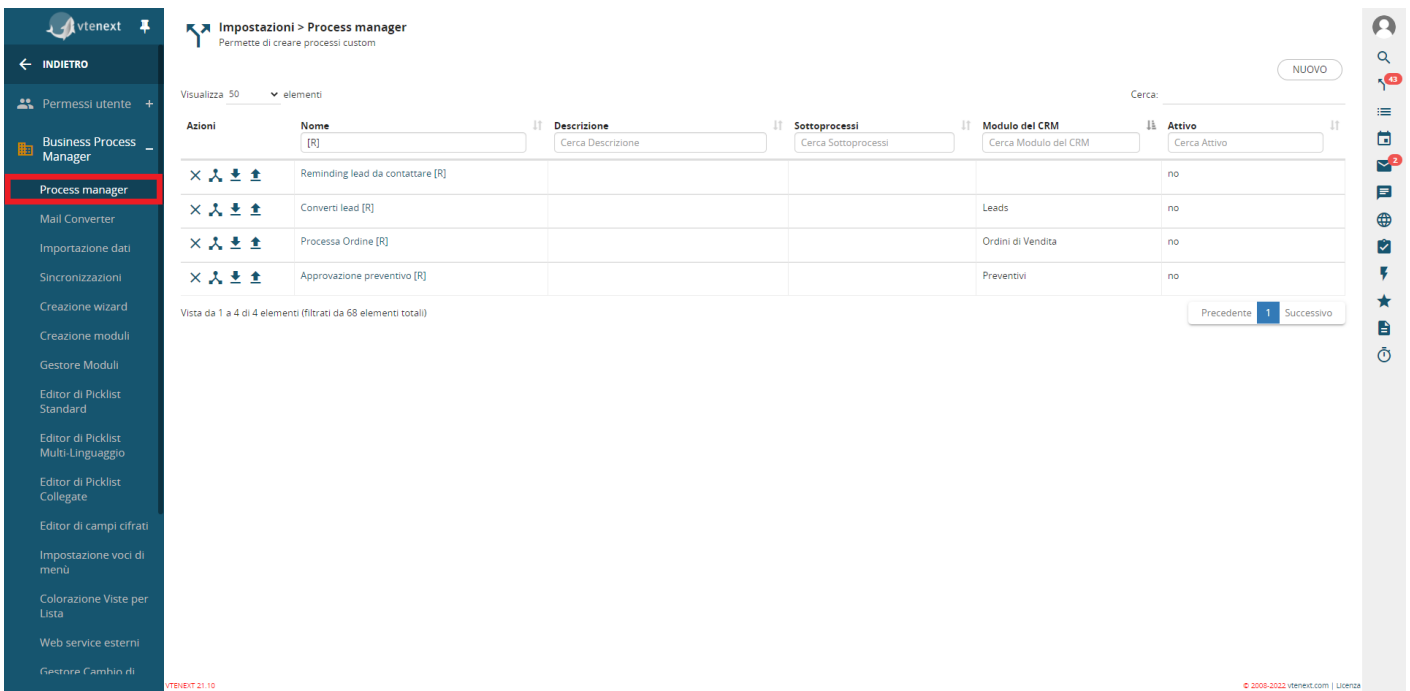 vtenext
INDIETRO
Permessi utente +
Business Process
Manager
Process manager
Mail Converter
Importazione dati
Sincronizzazioni
Creazione wizard
Creazione moduli
Gestore Moduli
Editor di Picklist
Standard
Editor di Picklist
Multi-Linguaggio
Editor di Picklist
Collegate
Editor di campi cifrati
Impostazione voci di
menù
Colorazione Viste per
Lista
Web service esterni
Gestore Cambio di
Impostazioni > Process manager
Permette di creare processi custom
NUOVO
Visualizza 50 elementi
Cerca:
Azioni Nome Descrizione Sottoprocessi Modulo del CRM Attivo
[R] Cerca Descrizione Cerca Sottoprocessi Cerca Modulo del CRM Cerca Attivo
Reminding lead da contattare [R] no
Converti lead [R] Leads no
Processa Ordine [R] Ordini di Vendita no
Approvazione preventivo [R] Preventivi no
Vista da 1 a 4 di 4 elementi (filtrati da 68 elementi totali)
Precedente 1 Successivo
43
2
VTENEXT 21.10
© 2008-2022 vtenext.com | Licenza